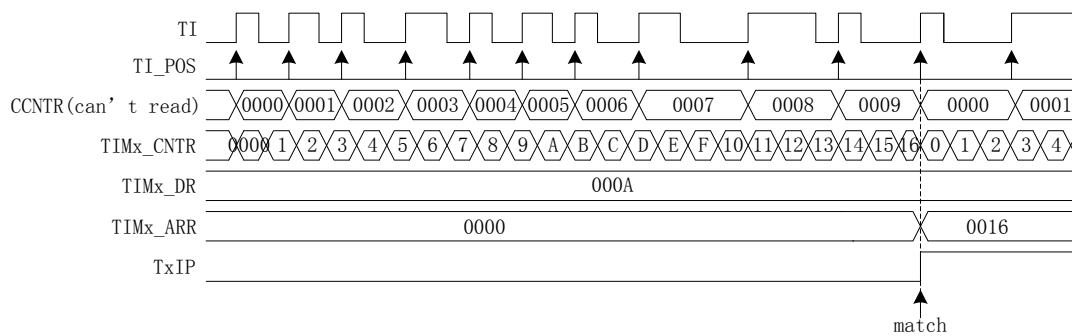 TI
TI_POS
CCNTR(can't read) 0000 0001 0002 0003 0004 0005 0006 0007 0008 0009 0000 0001
TIMx_CNTR 0000 1 2 3 4 5 6 7 8 9 A B C D E F 10 11 12 13 14 15 16 0 1 2 3 4
TIMx_DR 000A
TIMx_ARR 0000 0016
TxIP
match